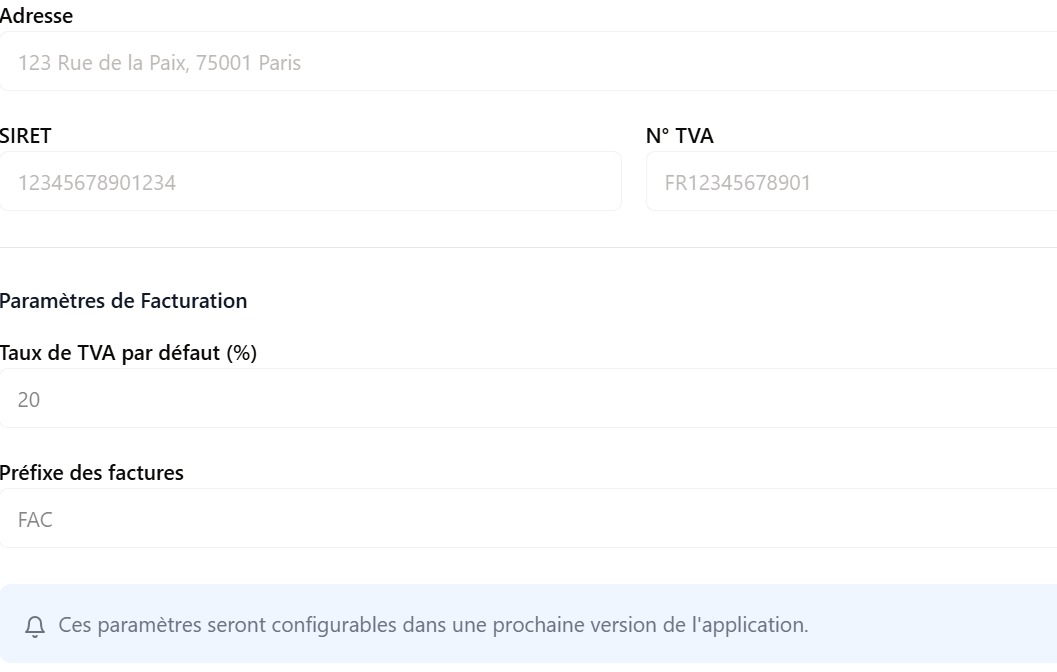 Adresse
123 Rue de la Paix, 75001 Paris
SIRET
N° TVA
12345678901234
FR12345678901
Paramètres de Facturation
Taux de TVA par défaut (%)
20
Préfixe des factures
FAC
Ces paramètres seront configurables dans une prochaine version de l'application.